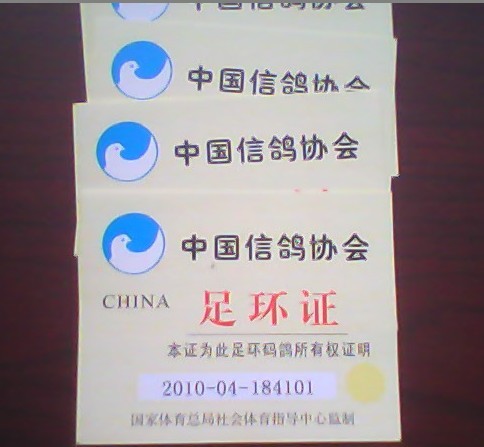 中国信鸽协会
中国信鸽协会
中国信鸽协会
中国信鸽协会
CHINA 足环证
本证为此足环码鸽所有权证明
2010-04-184101
国家体育总局社会体育指导中心监制